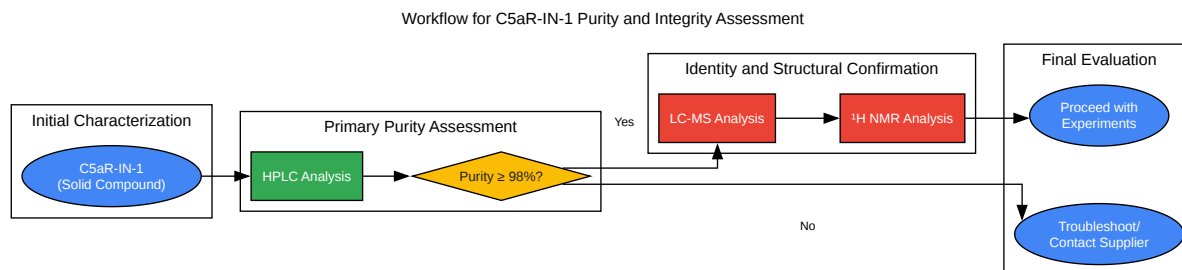 Workflow for C5aR-IN-1 Purity and Integrity Assessment
Initial Characterization
C5aR-IN-1
(Solid Compound)
Primary Purity Assessment
HPLC Analysis
Purity ≥ 98%?
Yes
No
Identity and Structural Confirmation
LC-MS Analysis
¹H NMR Analysis
Final Evaluation
Proceed with
Experiments
Troubleshoot/
Contact Supplier